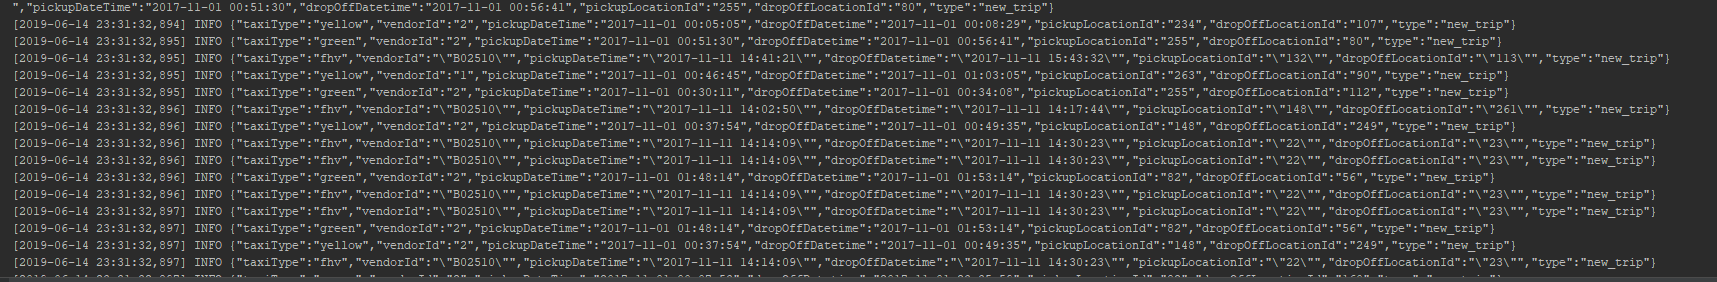 ","pickupDateTime":"2017-11-01 00:51:30","dropOffDatetime":"2017-11-01 00:56:41","pickupLocationId":"255","dropOffLocationId":"80","type":"new_trip"}
[2019-06-14 23:31:32,894] INFO {"taxiType":"yellow","vendorId":"2","pickupDateTime":"2017-11-01 00:05:05","dropOffDatetime":"2017-11-01 00:08:29","pickupLocationId":"234","dropOffLocationId":"107","type":"new_trip"}
[2019-06-14 23:31:32,895] INFO {"taxiType":"green","vendorId":"2","pickupDateTime":"2017-11-01 00:51:30","dropOffDatetime":"2017-11-01 00:56:41","pickupLocationId":"255","dropOffLocationId":"80","type":"new_trip"}
[2019-06-14 23:31:32,895] INFO {"taxiType":"fhv","vendorId":"\"B02510\"","pickupDateTime":"\"2017-11-11 14:41:21\"","dropOffDatetime":"\"2017-11-11 15:43:32\"","pickupLocationId":"\"132\"","dropOffLocationId":"\"113\"","type":"new_trip"}
[2019-06-14 23:31:32,895] INFO {"taxiType":"yellow","vendorId":"1","pickupDateTime":"2017-11-01 00:46:45","dropOffDatetime":"2017-11-01 01:03:05","pickupLocationId":"263","dropOffLocationId":"90","type":"new_trip"}
[2019-06-14 23:31:32,895] INFO {"taxiType":"green","vendorId":"2","pickupDateTime":"2017-11-01 00:30:11","dropOffDatetime":"2017-11-01 00:34:08","pickupLocationId":"255","dropOffLocationId":"112","type":"new_trip"}
[2019-06-14 23:31:32,896] INFO {"taxiType":"fhv","vendorId":"\"B02510\"","pickupDateTime":"\"2017-11-11 14:02:50\"","dropOffDatetime":"\"2017-11-11 14:17:44\"","pickupLocationId":"\"148\"","dropOffLocationId":"\"261\"","type":"new_trip"}
[2019-06-14 23:31:32,896] INFO {"taxiType":"yellow","vendorId":"2","pickupDateTime":"2017-11-01 00:37:54","dropOffDatetime":"2017-11-01 00:49:35","pickupLocationId":"148","dropOffLocationId":"249","type":"new_trip"}
[2019-06-14 23:31:32,896] INFO {"taxiType":"fhv","vendorId":"\"B02510\"","pickupDateTime":"\"2017-11-11 14:14:09\"","dropOffDatetime":"\"2017-11-11 14:30:23\"","pickupLocationId":"\"22\"","dropOffLocationId":"\"23\"","type":"new_trip"}
[2019-06-14 23:31:32,896] INFO {"taxiType":"fhv","vendorId":"\"B02510\"","pickupDateTime":"\"2017-11-11 14:14:09\"","dropOffDatetime":"\"2017-11-11 14:30:23\"","pickupLocationId":"\"22\"","dropOffLocationId":"\"23\"","type":"new_trip"}
[2019-06-14 23:31:32,896] INFO {"taxiType":"green","vendorId":"2","pickupDateTime":"2017-11-01 01:48:14","dropOffDatetime":"2017-11-01 01:53:14","pickupLocationId":"82","dropOffLocationId":"56","type":"new_trip"}
[2019-06-14 23:31:32,897] INFO {"taxiType":"fhv","vendorId":"\"B02510\"","pickupDateTime":"\"2017-11-11 14:14:09\"","dropOffDatetime":"\"2017-11-11 14:30:23\"","pickupLocationId":"\"22\"","dropOffLocationId":"\"23\"","type":"new_trip"}
[2019-06-14 23:31:32,897] INFO {"taxiType":"fhv","vendorId":"\"B02510\"","pickupDateTime":"\"2017-11-11 14:14:09\"","dropOffDatetime":"\"2017-11-11 14:30:23\"","pickupLocationId":"\"22\"","dropOffLocationId":"\"23\"","type":"new_trip"}
[2019-06-14 23:31:32,897] INFO {"taxiType":"green","vendorId":"2","pickupDateTime":"2017-11-01 01:48:14","dropOffDatetime":"2017-11-01 01:53:14","pickupLocationId":"82","dropOffLocationId":"56","type":"new_trip"}
[2019-06-14 23:31:32,897] INFO {"taxiType":"yellow","vendorId":"2","pickupDateTime":"2017-11-01 00:37:54","dropOffDatetime":"2017-11-01 00:49:35","pickupLocationId":"148","dropOffLocationId":"249","type":"new_trip"}
[2019-06-14 23:31:32,897] INFO {"taxiType":"fhv","vendorId":"\"B02510\"","pickupDateTime":"\"2017-11-11 14:14:09\"","dropOffDatetime":"\"2017-11-11 14:30:23\"","pickupLocationId":"\"22\"","dropOffLocationId":"\"23\"","type":"new_trip"}